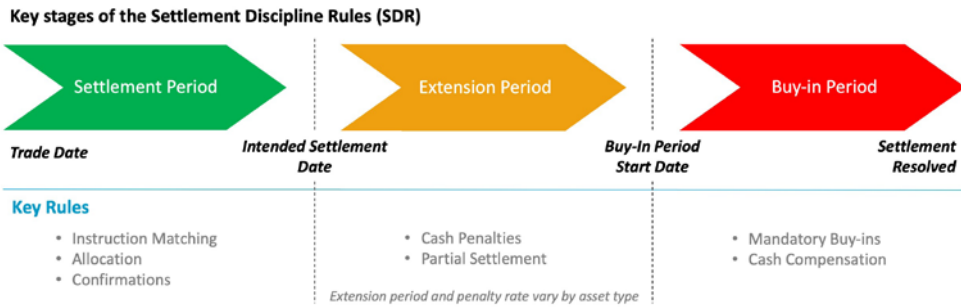 Key stages of the Settlement Discipline Rules (SDR)
Settlement Period
Extension Period
Buy-in Period
Trade Date
Intended Settlement
Date
Buy-In Period
Start Date
Settlement
Resolved
Key Rules
• Instruction Matching
• Allocation
• Confirmations
• Cash Penalties
• Partial Settlement
• Mandatory Buy-ins
• Cash Compensation
Extension period and penalty rate vary by asset type